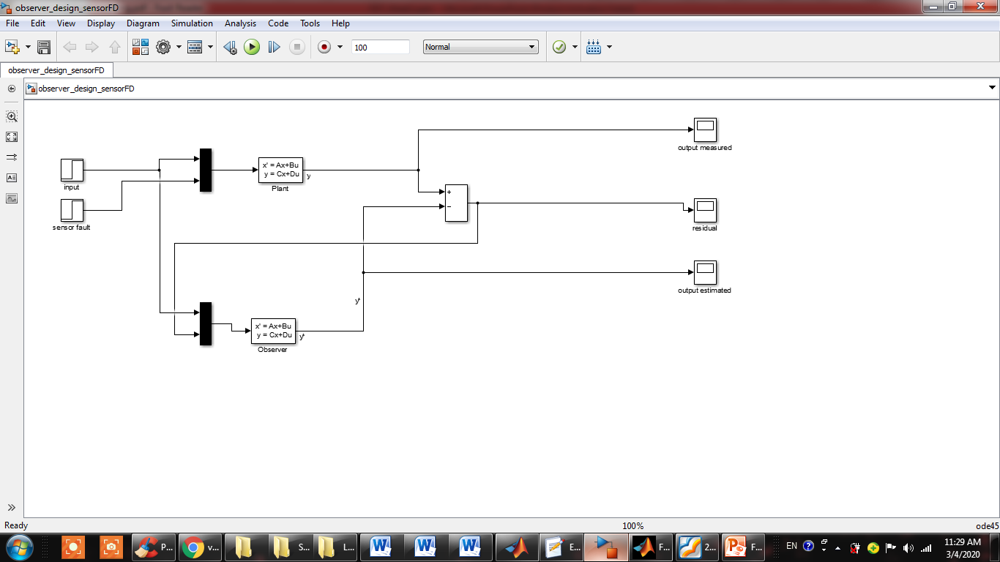 observer_design_sensorFD
File Edit View Display Diagram Simulation Analysis Code Tools Help
100
Normal
observer_design_sensorFD
observer_design_sensorFD
output measured
x' = Ax+Bu
y = Cx+Du
y
Plant
input
+
−
sensor fault
residual
output estimated
y'
x' = Ax+Bu
y = Cx+Du
y'
Observer
Ready
100%
ode45
P...
v...
S...
L...
E...
F...
2...
F...
EN
11:29 AM
3/4/2020